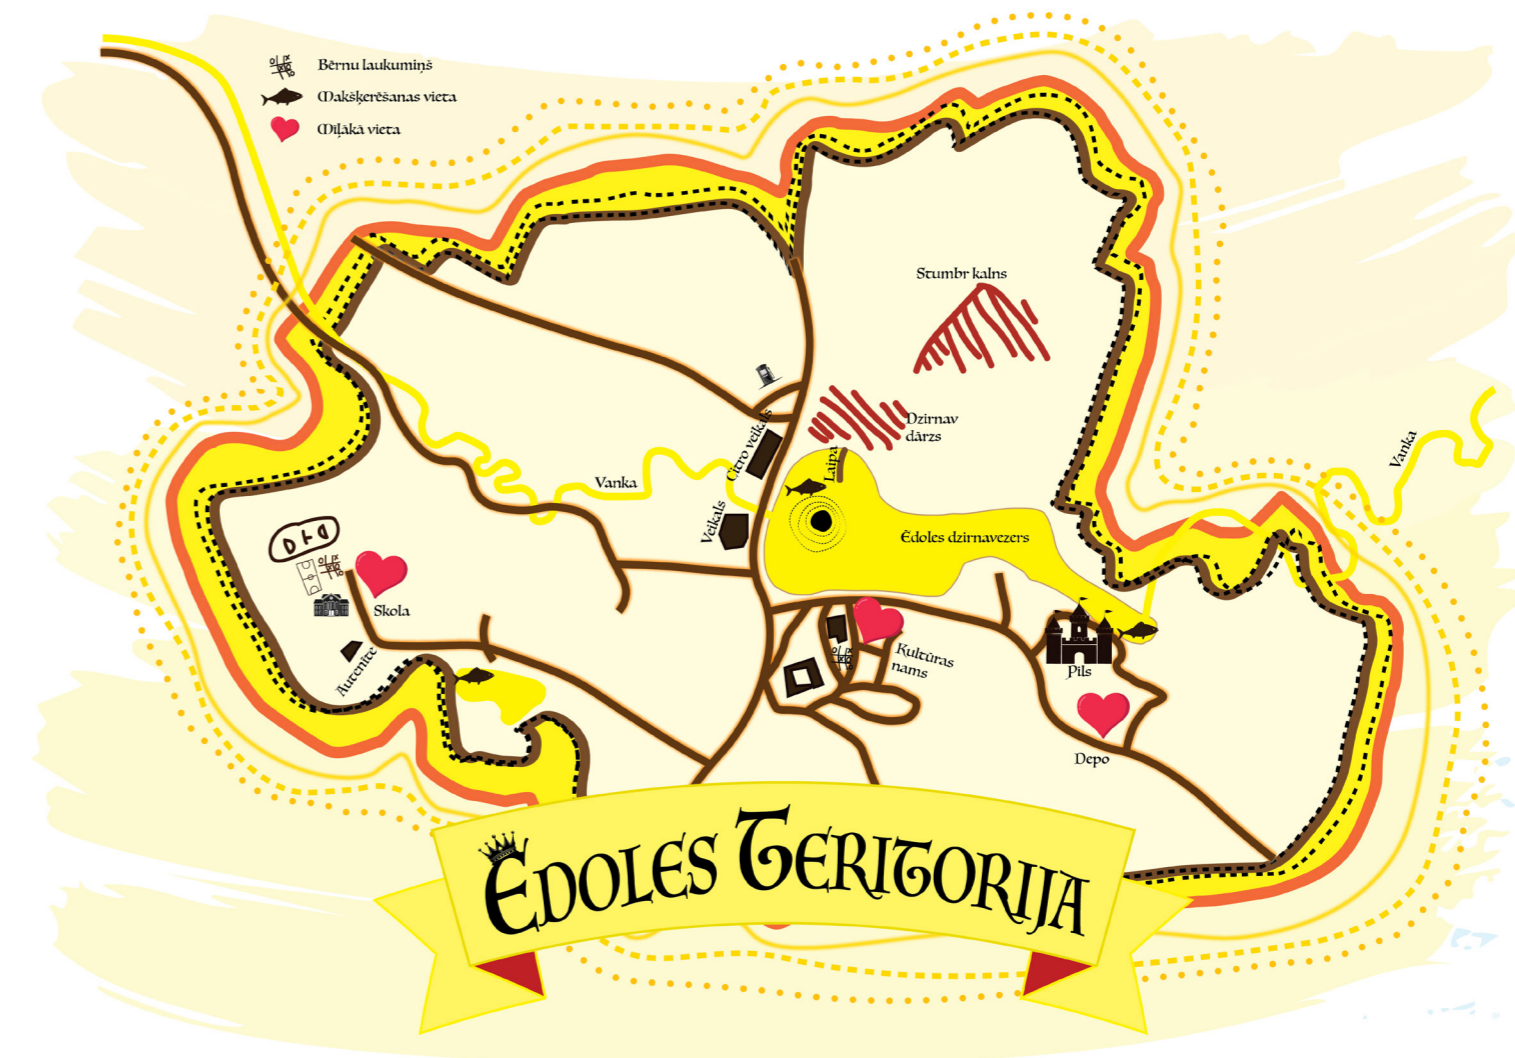 Bērnu laukumiņš
Makšķerēšanas vieta
Mīļākā vieta
Stumbr kalns
Dzirnav
dārzs
Citro veikals
Laipa
Vanka
Vanka
Veikals
Ēdoles dzirnavezers
Skola
Autenīte
Kultūras
nams
Pils
Depo
ĒDOLES TERITORIJA